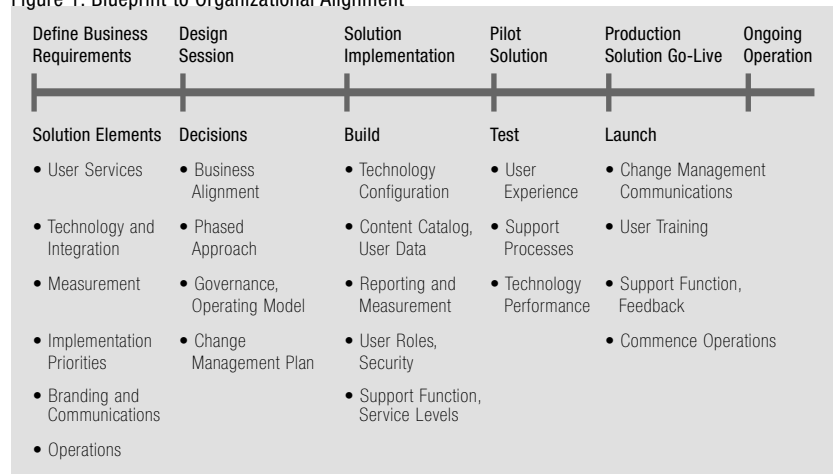 Figure 1: Blueprint to Organizational Alignment
Define Business
Requirements
Design
Session
Solution
Implementation
Pilot
Solution
Production
Solution Go-Live
Ongoing
Operation
Solution Elements
• User Services
• Technology and
Integration
• Measurement
• Implementation
Priorities
• Branding and
Communications
• Operations
Decisions
• Business
Alignment
• Phased
Approach
• Governance,
Operating Model
• Change
Management Plan
Build
• Technology
Configuration
• Content Catalog,
User Data
• Reporting and
Measurement
• User Roles,
Security
• Support Function,
Service Levels
Test
• User
Experience
• Support
Processes
• Technology
Performance
Launch
• Change Management
Communications
• User Training
• Support Function,
Feedback
• Commence Operations